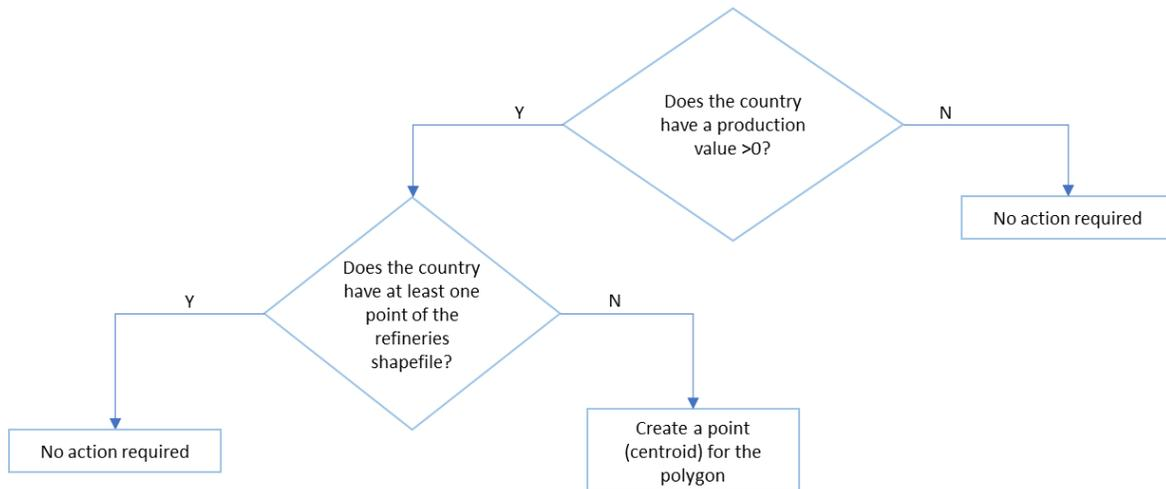 Does the country
have a production
value >0?
Y
N
No action required
Does the country
have at least one
point of the
refineries
shapefile?
Y
N
No action required
Create a point
(centroid) for the
polygon